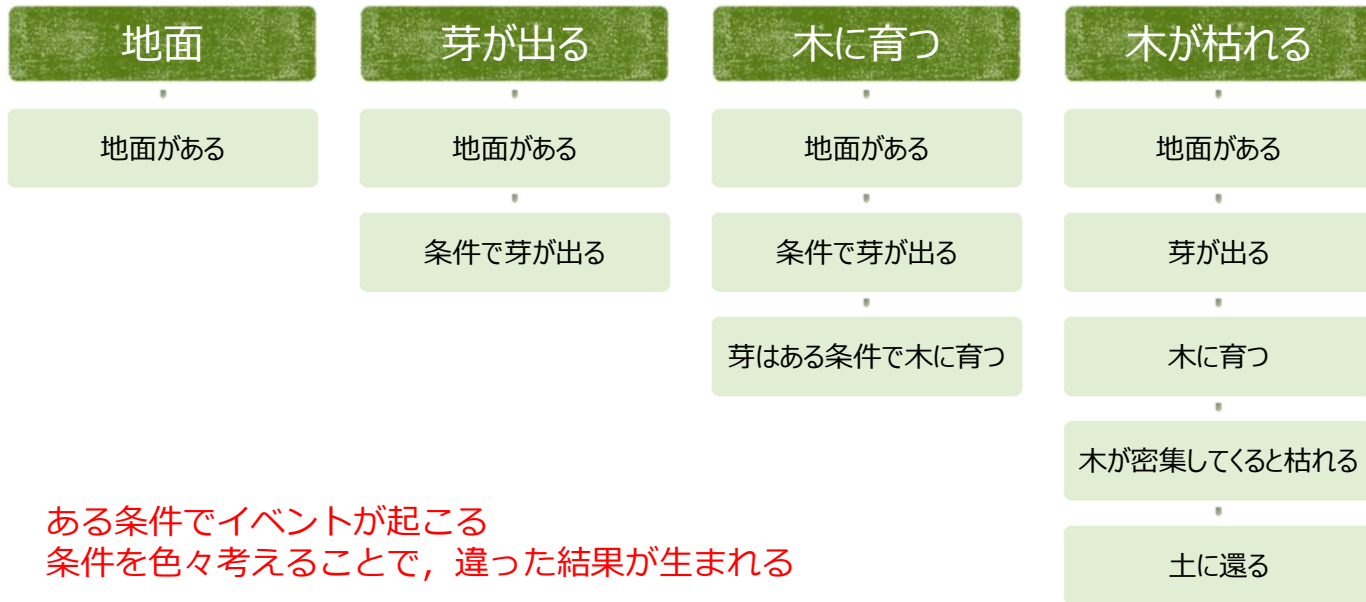 地面
地面がある
芽が出る
地面がある
条件で芽が出る
木に育つ
地面がある
条件で芽が出る
芽はある条件で木に育つ
木が枯れる
地面がある
芽が出る
木に育つ
木が密集してくると枯れる
土に還る
ある条件でイベントが起こる
条件を色々考えることで，違った結果が生まれる